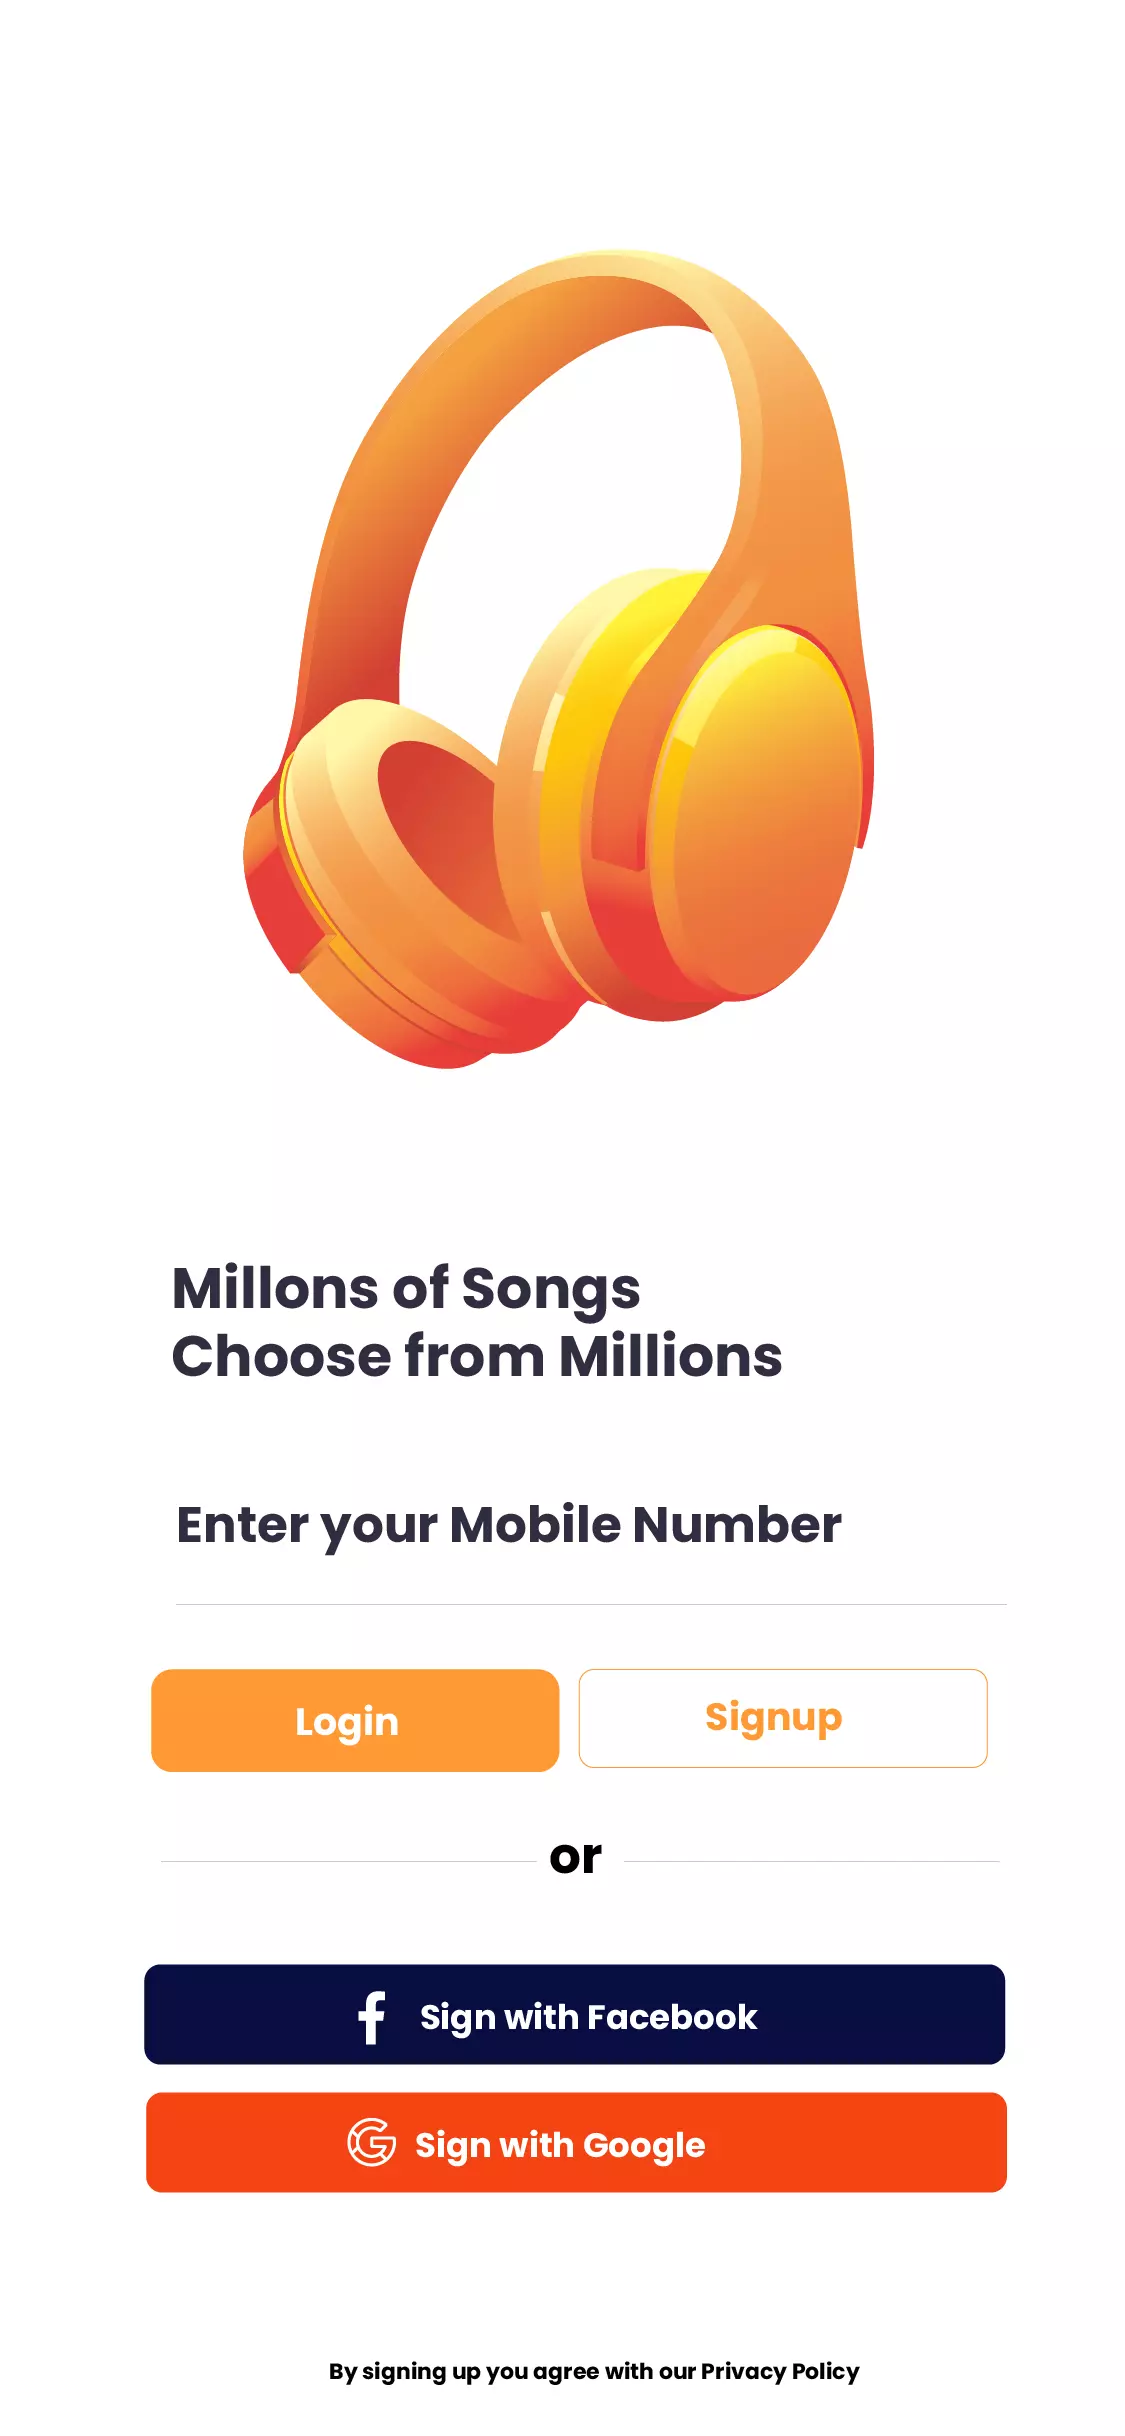 Millons of Songs
Choose from Millions
Enter your Mobile Number
Login
Signup
or
Sign with Facebook
Sign with Google
By signing up you agree with our Privacy Policy